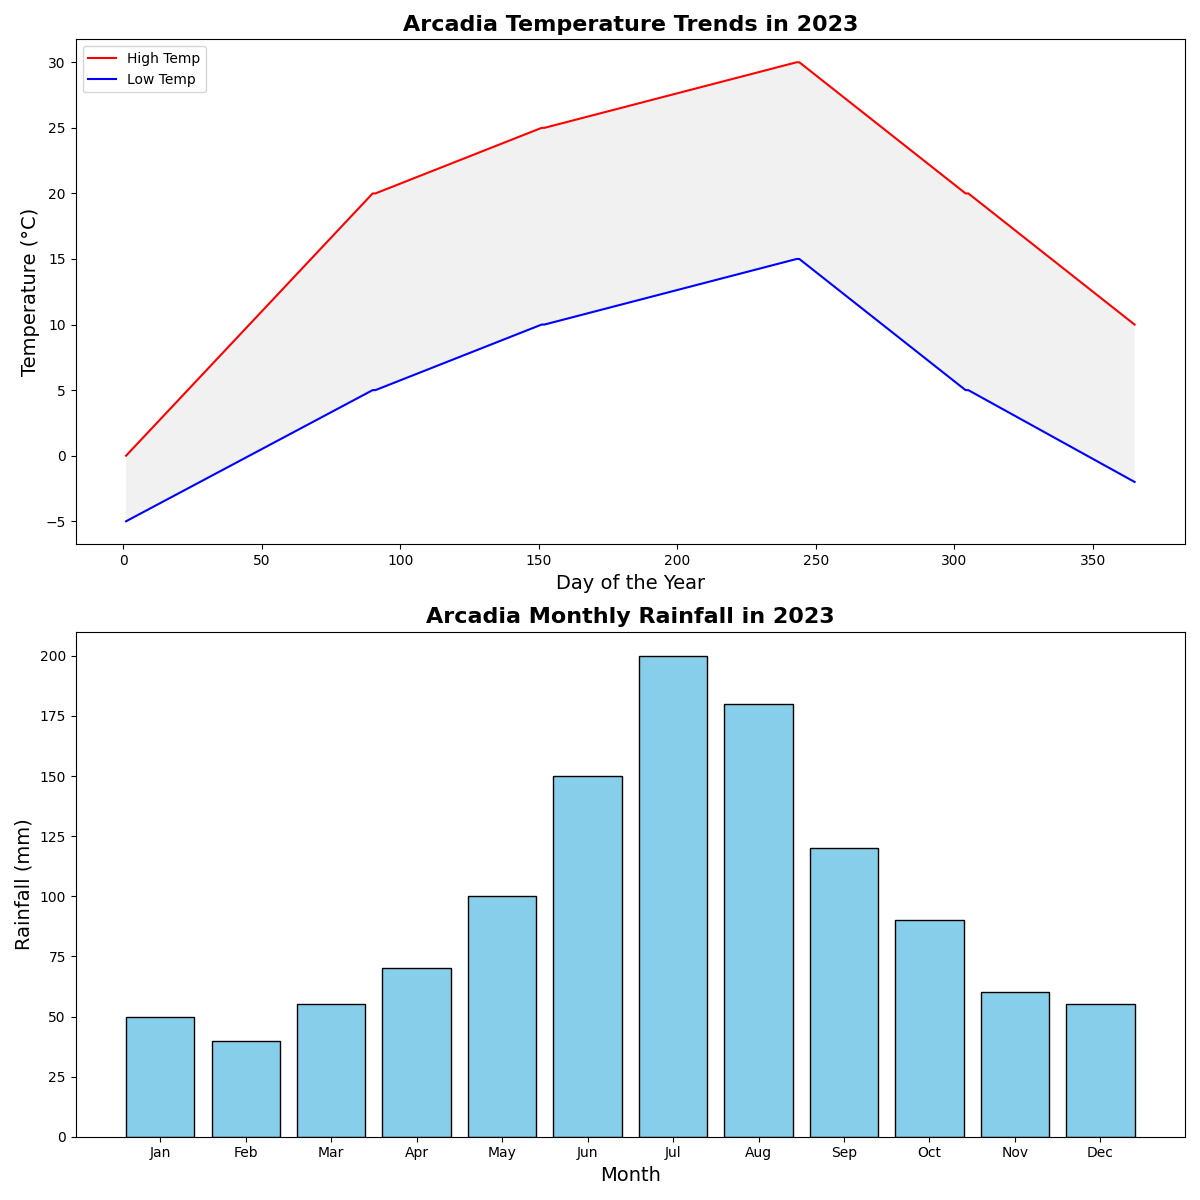 Arcadia Temperature Trends in 2023
High Temp
Low Temp
Temperature (°C)
30
25
20
15
10
5
0
−5
0 50 100 150 200 250 300 350
Day of the Year
Arcadia Monthly Rainfall in 2023
Rainfall (mm)
200
175
150
125
100
75
50
25
0
Jan Feb Mar Apr May Jun Jul Aug Sep Oct Nov Dec
Month